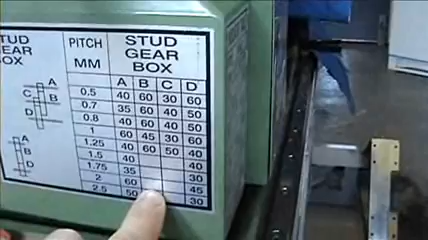 STUD GEAR BOX
PITCH MM
STUD GEAR BOX
A B C D
0.5 40 60 30 60
0.7 35 60 40 50
0.8 40 60 40 50
1 60 45 30 60
1.25 40 60 50 40
1.5 40 40
1.75 35 30
2 60 45
2.5 50 30
A
C B
D
A
B
D